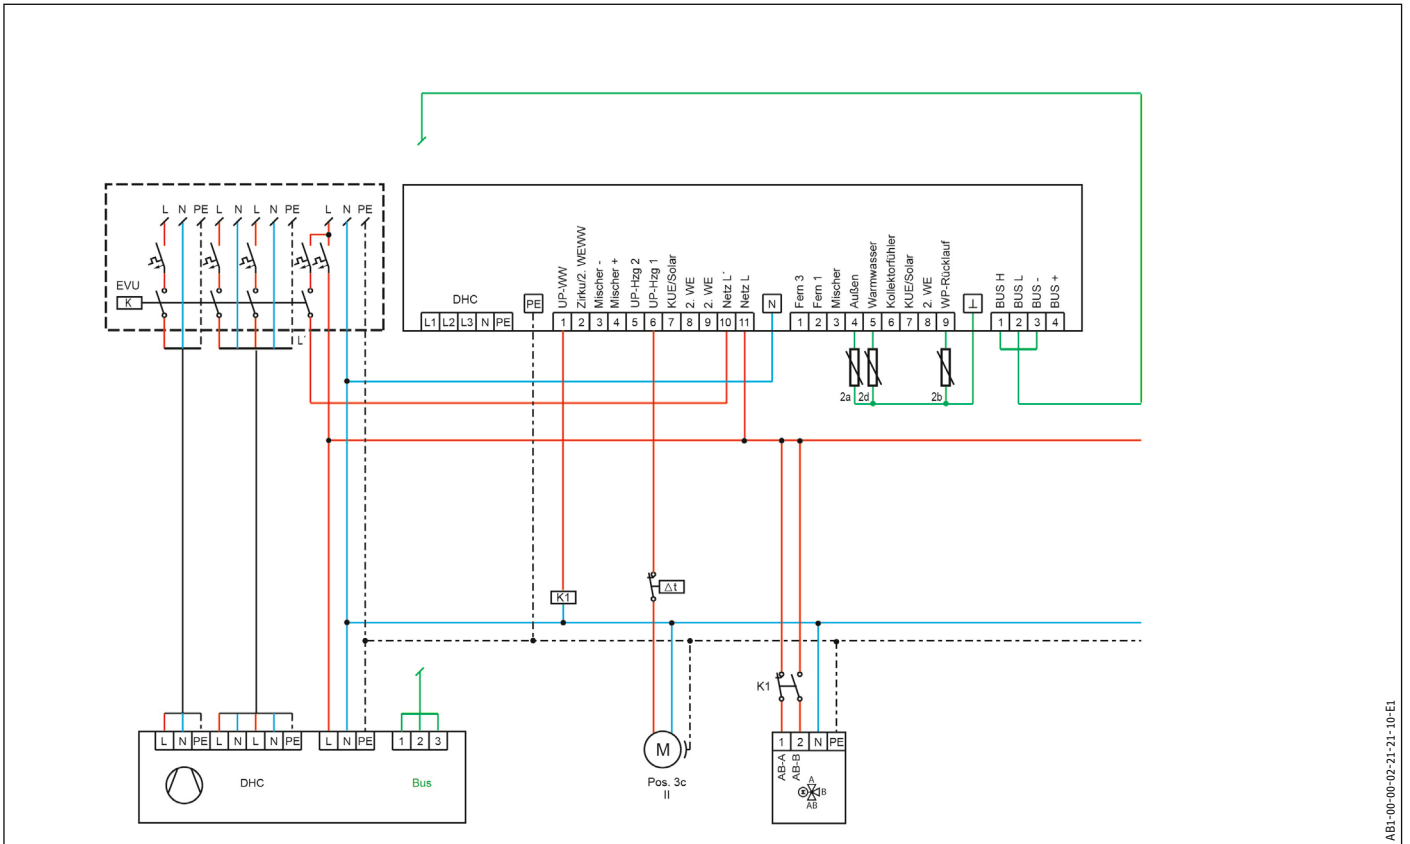 L N PE L N L N PE L N PE
EVU
K
L´
DHC
L1 L2 L3 N PE
PE
UP-WW
Zirku/2. WEWW
Mischer -
Mischer +
UP-Hzg 2
UP-Hzg 1
KUE/Solar
2. WE
2. WE
Netz L´
Netz L
1 2 3 4 5 6 7 8 9 10 11
N
Fern 3
Fern 1
Mischer
Außen
Warmwasser
Kollektorfühler
KUE/Solar
2. WE
WP-Rücklauf
1 2 3 4 5 6 7 8 9
⊥
BUS H
BUS L
BUS -
BUS +
1 2 3 4
2a 2d 2b
K1
Δt
K1
L N PE L N L N PE L N PE
1 2 3
DHC
Bus
M
Pos. 3c
II
1 2 N PE
AB-A
AB-B
A
B
AB
AB1-00-00-02-21-21-10-E1